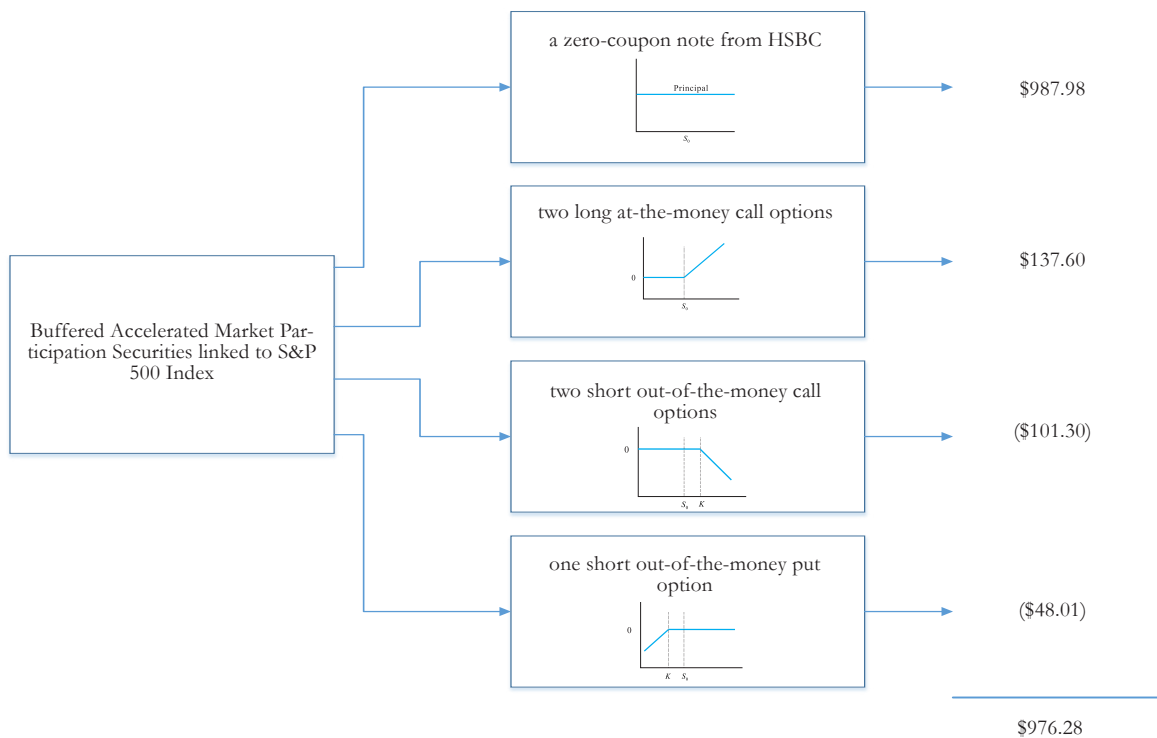 a zero-coupon note from HSBC
Principal
S₀
$987.98
two long at-the-money call options
0
S₀
$137.60
Buffered Accelerated Market Par-
ticipation Securities linked to S&P
500 Index
two short out-of-the-money call
options
0
S₀ K
($101.30)
one short out-of-the-money put
option
0
K S₀
($48.01)
$976.28